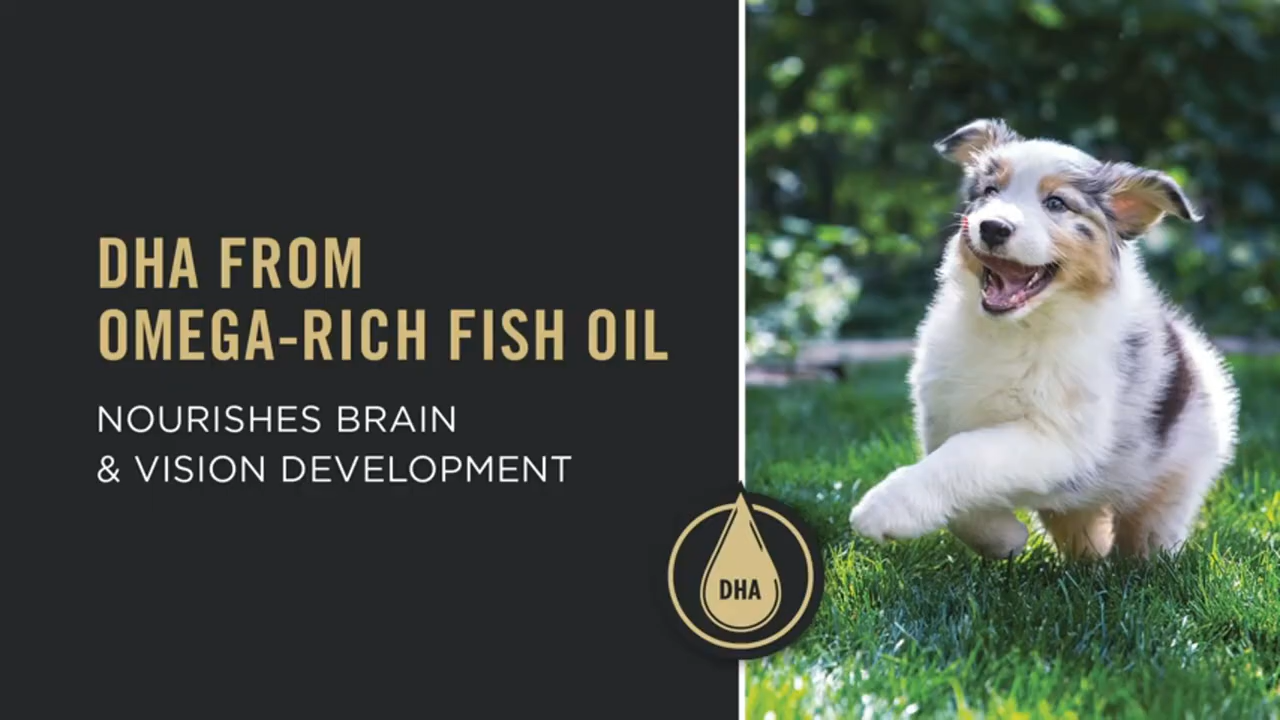 DHA FROM
OMEGA-RICH FISH OIL
NOURISHES BRAIN
& VISION DEVELOPMENT
DHA